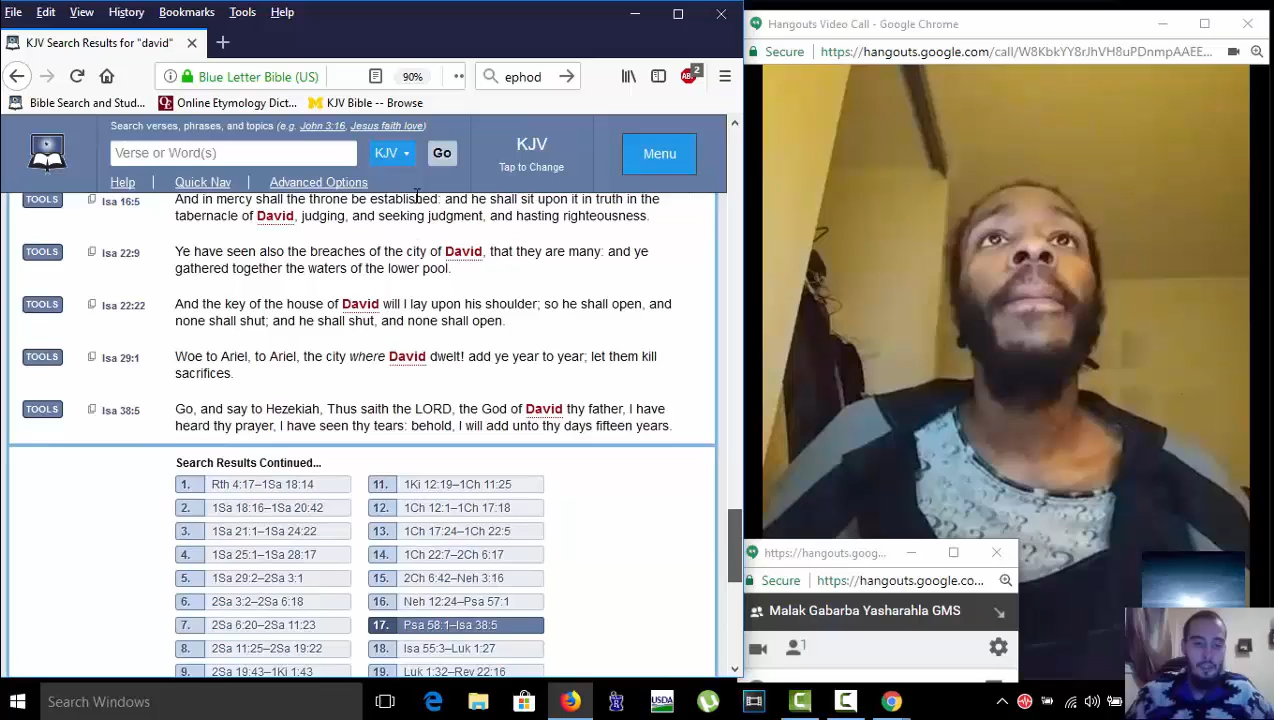 File Edit View History Bookmarks Tools Help
KJV Search Results for "david"
Blue Letter Bible (US)
90%
ephod
2
Bible Search and Stud...
Online Etymology Dict...
KJV Bible -- Browse
Search verses, phrases, and topics (e.g. John 3:16, Jesus faith love)
Verse or Word(s)
KJV
Go
KJV
Tap to Change
Menu
Help | Quick Nav | Advanced Options
TOOLS Isa 16:5 And in mercy shall the throne be established: and he shall sit upon it in truth in the
tabernacle of David, judging, and seeking judgment, and hasting righteousness.
TOOLS Isa 22:9 Ye have seen also the breaches of the city of David, that they are many: and ye
gathered together the waters of the lower pool.
TOOLS Isa 22:22 And the key of the house of David will I lay upon his shoulder; so he shall open, and
none shall shut; and he shall shut, and none shall open.
TOOLS Isa 29:1 Woe to Ariel, to Ariel, the city where David dwelt! add ye year to year; let them kill
sacrifices.
TOOLS Isa 38:5 Go, and say to Hezekiah, Thus saith the LORD, the God of David thy father, I have
heard thy prayer, I have seen thy tears: behold, I will add unto thy days fifteen years.
Search Results Continued...
1. Rth 4:17–1Sa 18:14
2. 1Sa 18:16–1Sa 20:42
3. 1Sa 21:1–1Sa 24:22
4. 1Sa 25:1–1Sa 28:17
5. 1Sa 29:2–2Sa 3:1
6. 2Sa 3:2–2Sa 6:18
7. 2Sa 6:20–2Sa 11:23
8. 2Sa 11:25–2Sa 19:22
9. 2Sa 19:43–1Ki 1:43
11. 1Ki 12:19–1Ch 11:25
12. 1Ch 12:1–1Ch 17:18
13. 1Ch 17:24–1Ch 22:5
14. 1Ch 22:7–2Ch 6:17
15. 2Ch 6:42–Neh 3:16
16. Neh 12:24–Psa 57:1
17. Psa 58:1–Isa 38:5
18. Isa 55:3–Luk 1:27
19. Luk 1:32–Rev 22:16
Hangouts Video Call - Google Chrome
Secure https://hangouts.google.com/call/W8KbkYY8rJhVH8uPDnmpAAEE...
https://hangouts.goog...
Secure https://hangouts.google.co...
Malak Gabarba Yasharahla GMS
1
Search Windows
USDA